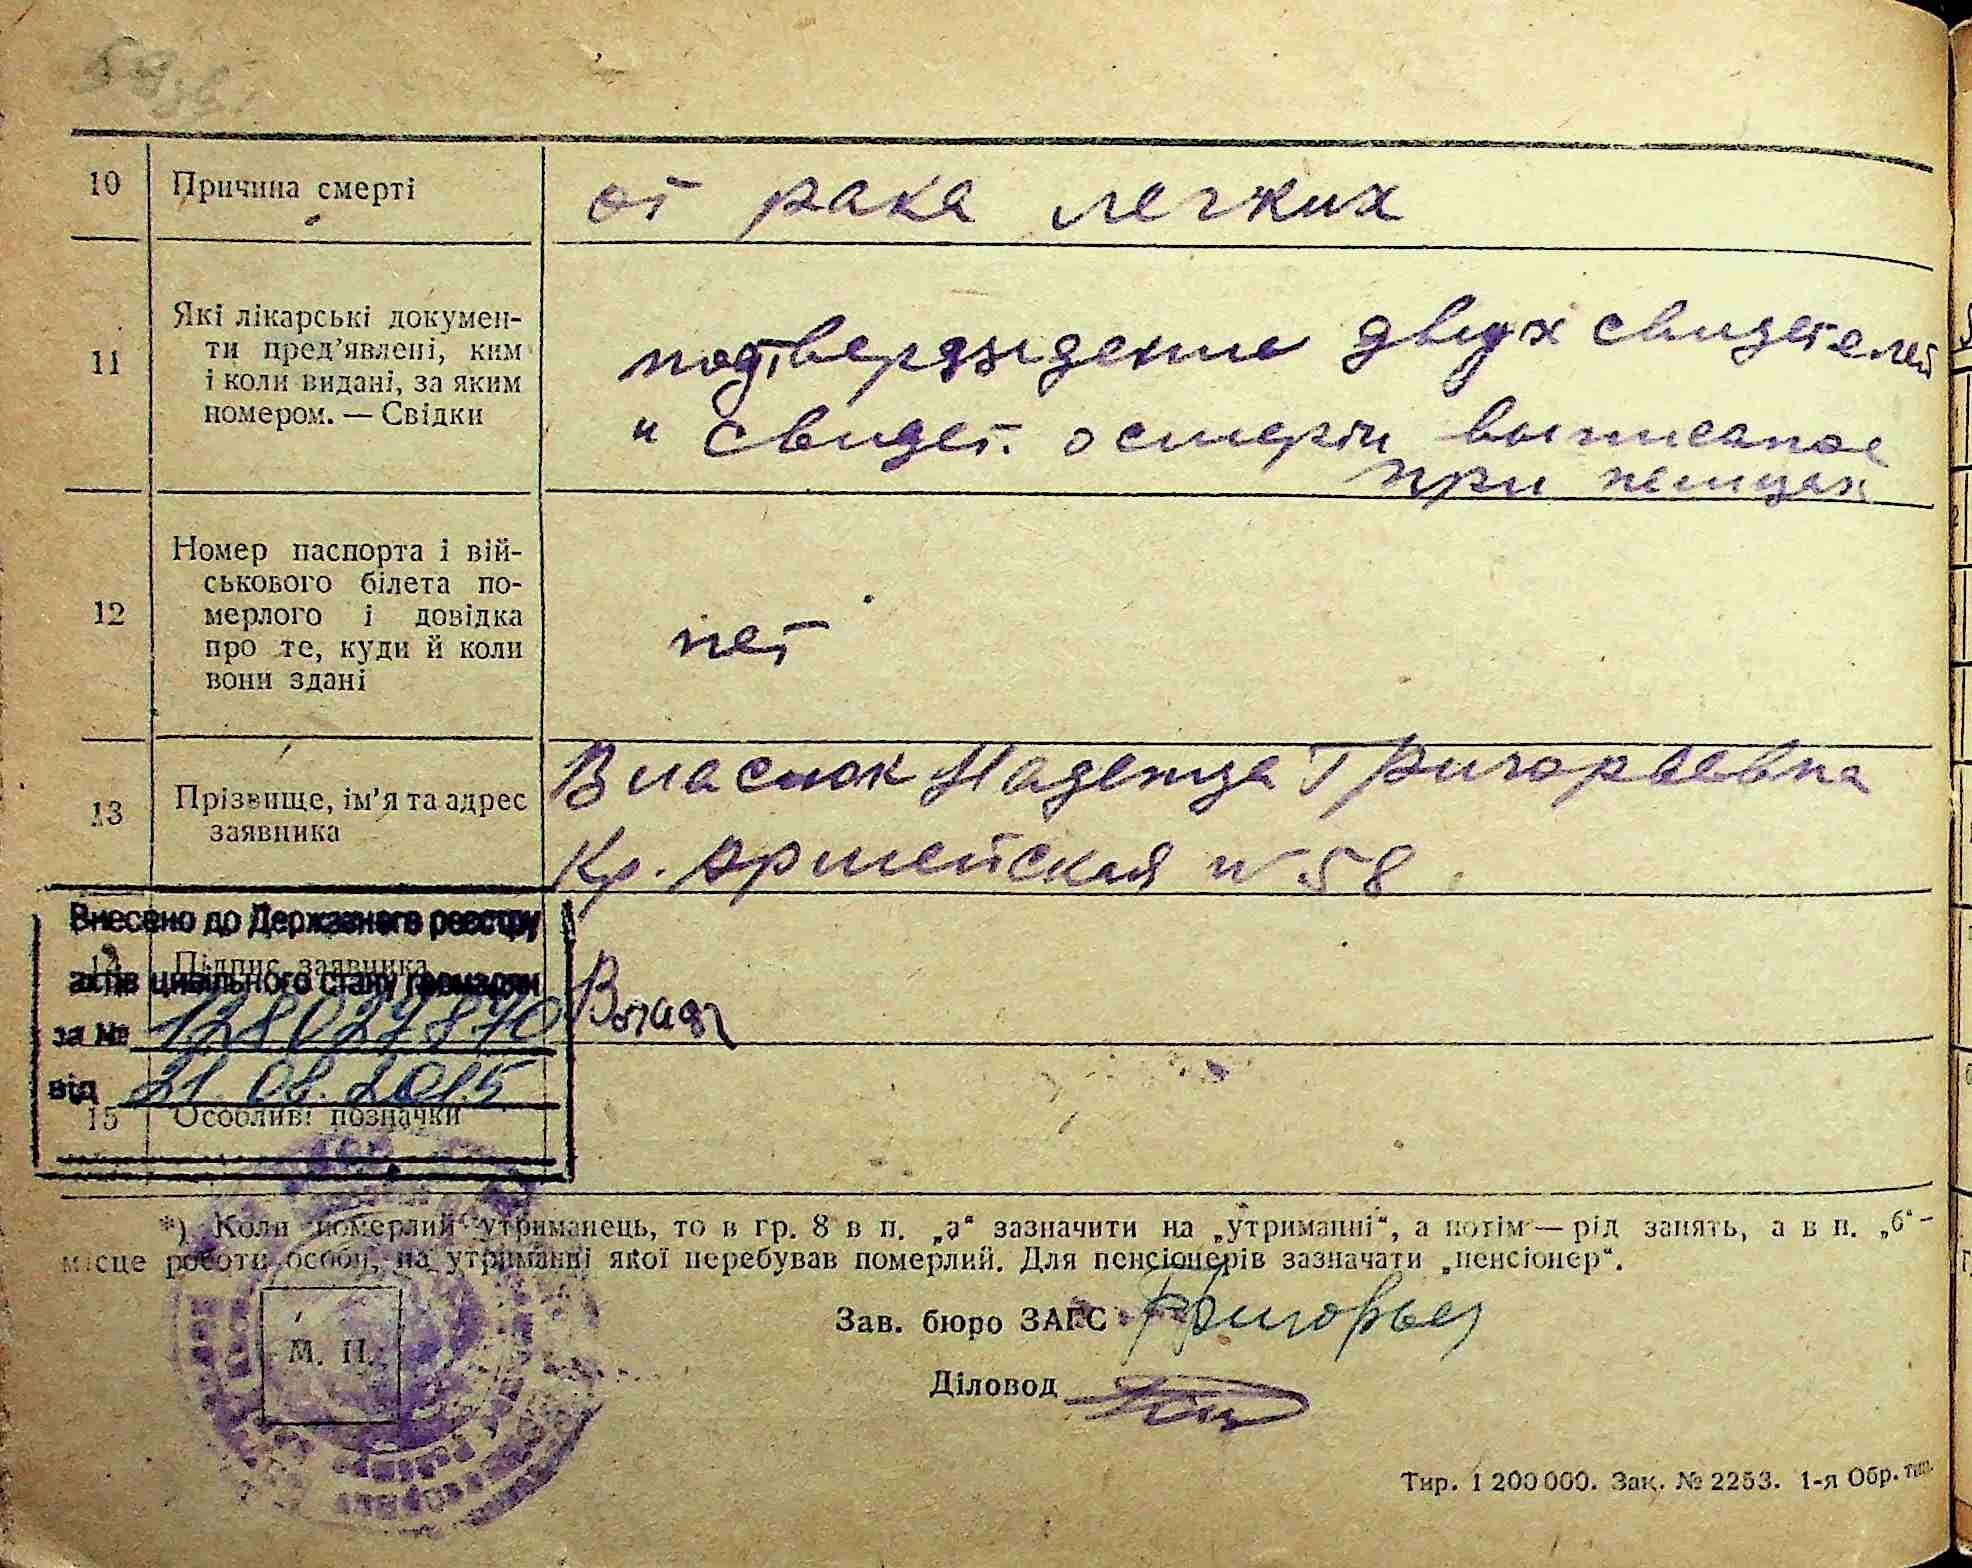 10 Причина смерті от рака легких
11 Які лікарські докумен-
ти пред’явлені, ким
і коли видані, за яким
номером. — Свідки
подтверждение двух свидетелей
и свидет. о смерти выписаное
при немцах
12 Номер паспорта і вій-
ськового білета по-
мерлого і довідка
про те, куди й коли
вони здані
нет
13 Прізвище, ім’я та адрес
заявника
Власюк Надежда Григорьевна
Кр. Армейская № 58
14 Підпис заявника
Внесено до Державного реєстру
актів цивільного стану громадян
за № 128027870
від 21.08.2015
15 Особливі позначки
*) Коли померлий утриманець, то в гр. 8 в п. „а“ зазначити на „утриманні“, а потім — рід занять, а в п. „б“ —
місце роботи особи, на утриманні якої перебував померлий. Для пенсіонерів зазначати „пенсіонер“.
М. П.
Зав. бюро ЗАГС
Діловод
Тир. 1 200 000. Зак. № 2253. 1-я Обр. тип.